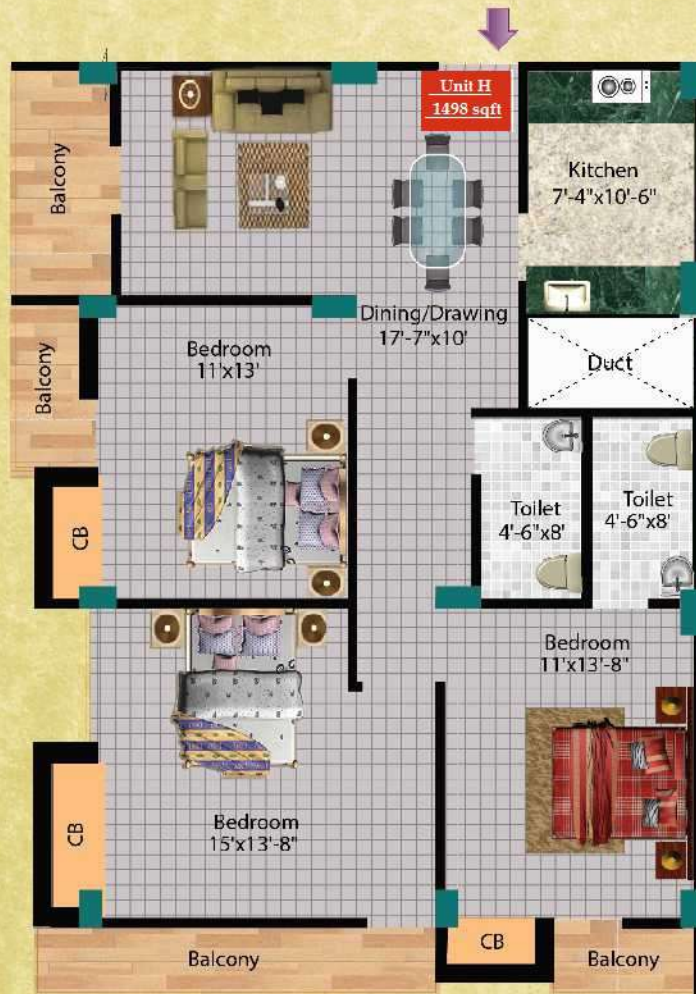 Unit H
1498 sqft
Balcony
Kitchen
7'-4"x10'-6"
Dining/Drawing
17'-7"x10'
Bedroom
11'x13'
Balcony
Duct
CB
Toilet
4'-6"x8'
Toilet
4'-6"x8'
Bedroom
11'x13'-8"
Bedroom
15'x13'-8"
CB
CB
Balcony
Balcony